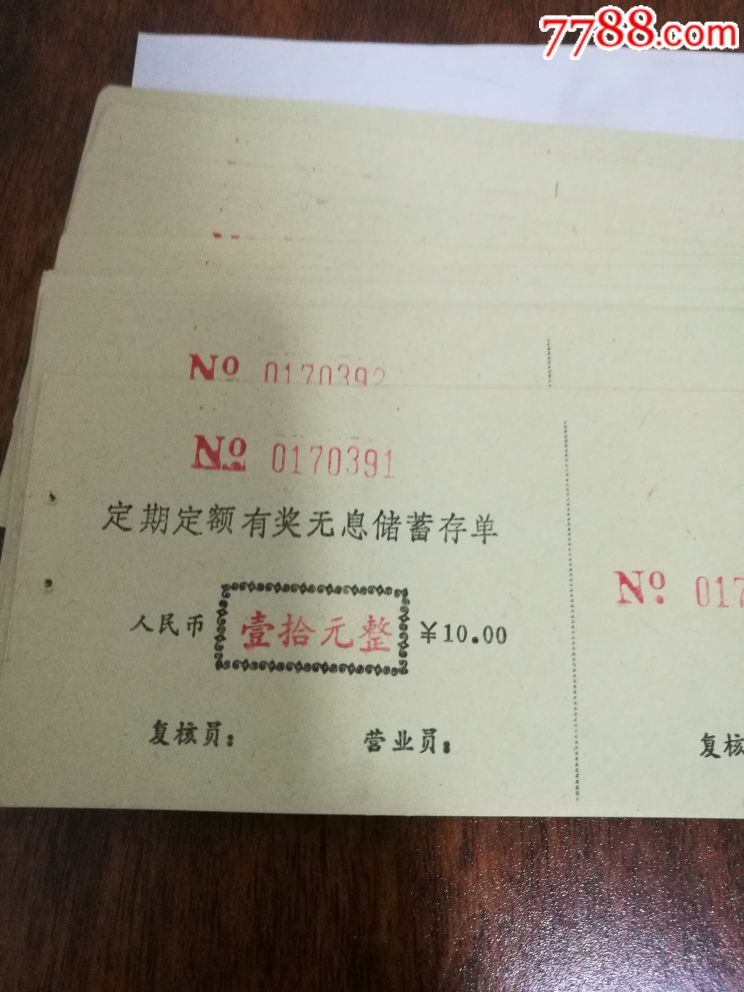 7788.com
No 0170392
No 0170391
定期定额有奖无息储蓄存单
No 017
人民币 壹拾元整 ¥10.00
复核员： 营业员：
复核